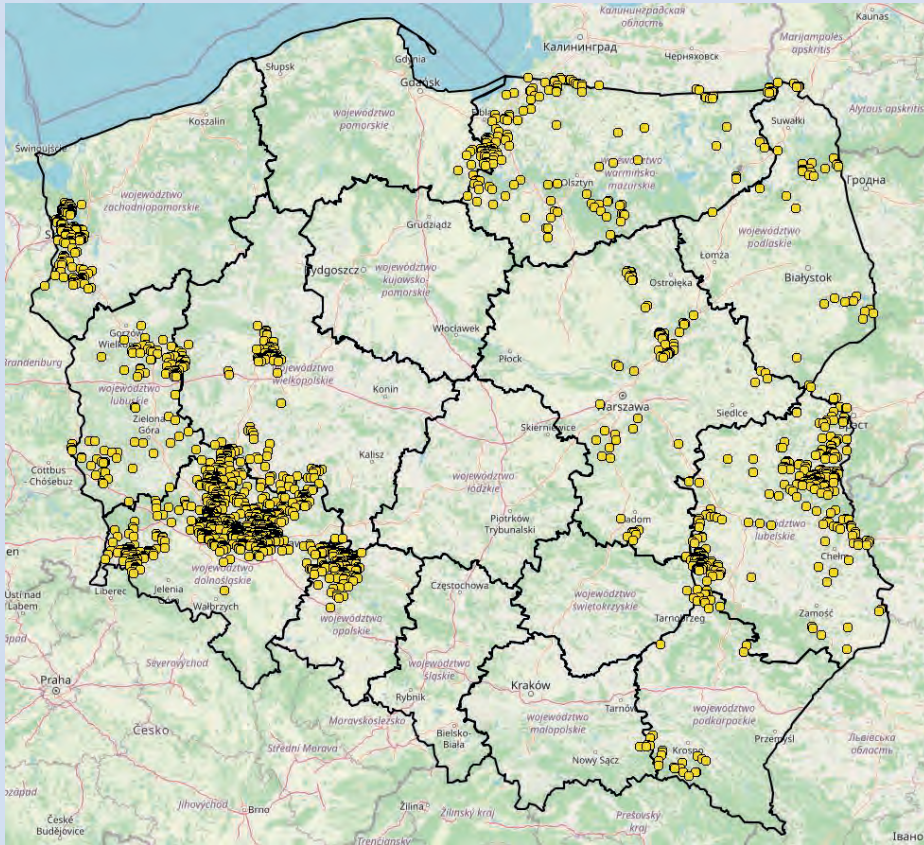 Калининградская
область
Kaunas
Калининград
Marijampolės
apskritis
Черняховск
Gdynia
Słupsk
Gdańsk
Alytaus apskritis
Koszalin
województwo
pomorskie
Suwałki
Świnoujście
Гродна
województwo
zachodniopomorskie
województwo
warmińsko
mazurskie
Olsztyn
Grudziądz
województwo
podlaskie
Łomża
Białystok
Bydgoszcz
województwo
kujawsko-
pomorskie
Ostrołęka
Gorzów
Włocławek
Płock
Brandenburg
województwo
wielkopolskie
województwo
lubuskie
Konin
Warszawa
Siedlce
Zielona
Góra
Skierniewice
Cottbus
- Chóśebuz
Kalisz
województwo
łódzkie
Piotrków
Trybunalski
lubelskie
Chełm
województwo
dolnośląskie
Ústí nad
Labem
Liberec
Jelenia
Wałbrzych
Częstochowa
województwo
świętokrzyskie
Zamość
województwo
opolskie
Tarnobrzeg
województwo
śląskie
Severovýchod
Praha
Kraków
Rybnik
Tarnów
województwo
podkarpackie
Moravskoslezsko
województwo
małopolskie
Česko
Bielsko-
Biała
Krosno
Przemyśl
Львівська
область
Střední Morava
Nowy Sącz
Jihovýchod
Brno
Žilina
Žilinský kraj
Prešovský
kraj
České
Budějovice
Trenčiansky
Івано